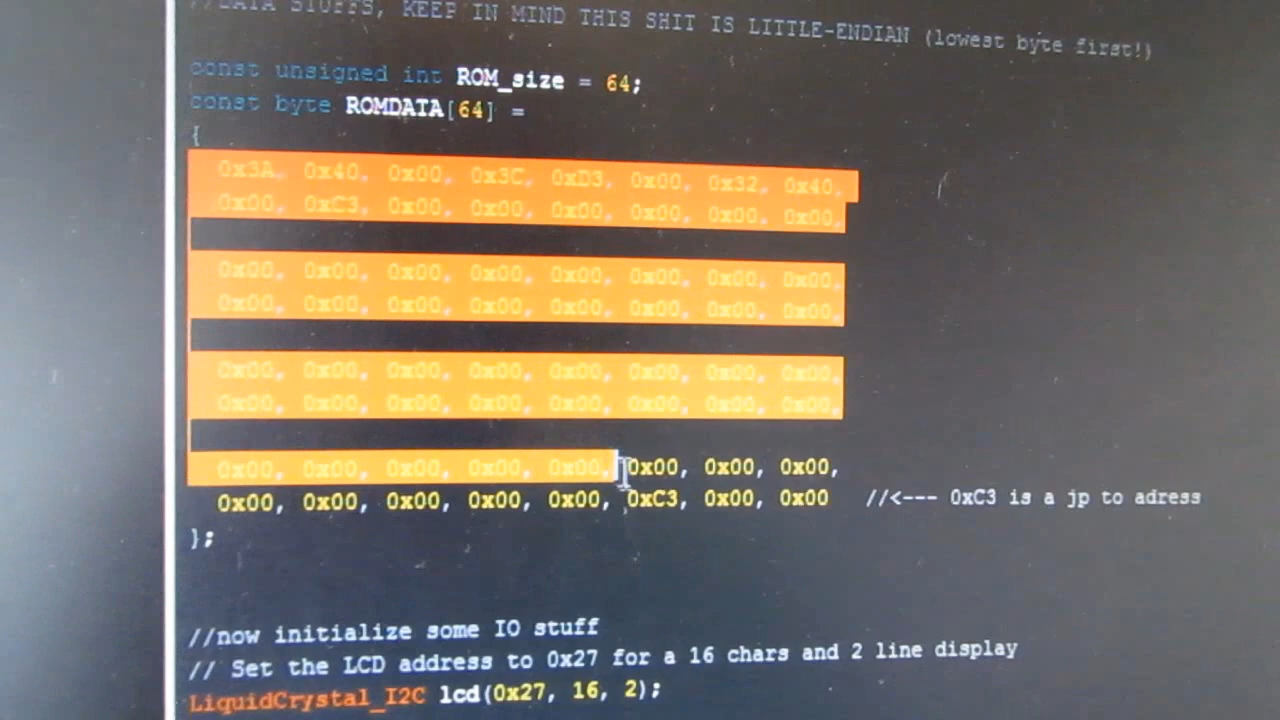 //DATA STUFFS, KEEP IN MIND THIS SHIT IS LITTLE-ENDIAN (lowest byte first!)
const unsigned int ROM_size = 64;
const byte ROMDATA[64] =
{
0x3A, 0x40, 0x00, 0x3C, 0xD3, 0x00, 0x32, 0x40,
0x00, 0xC3, 0x00, 0x00, 0x00, 0x00, 0x00, 0x00,
0x00, 0x00, 0x00, 0x00, 0x00, 0x00, 0x00, 0x00,
0x00, 0x00, 0x00, 0x00, 0x00, 0x00, 0x00, 0x00,
0x00, 0x00, 0x00, 0x00, 0x00, 0x00, 0x00, 0x00,
0x00, 0x00, 0x00, 0x00, 0x00, 0x00, 0x00, 0x00,
0x00, 0x00, 0x00, 0x00, 0x00, 0x00, 0x00, 0x00,
0x00, 0x00, 0x00, 0x00, 0x00, 0xC3, 0x00, 0x00 //<--- 0xC3 is a jp to adress
};
//now initialize some IO stuff
// Set the LCD address to 0x27 for a 16 chars and 2 line display
LiquidCrystal_I2C lcd(0x27, 16, 2);